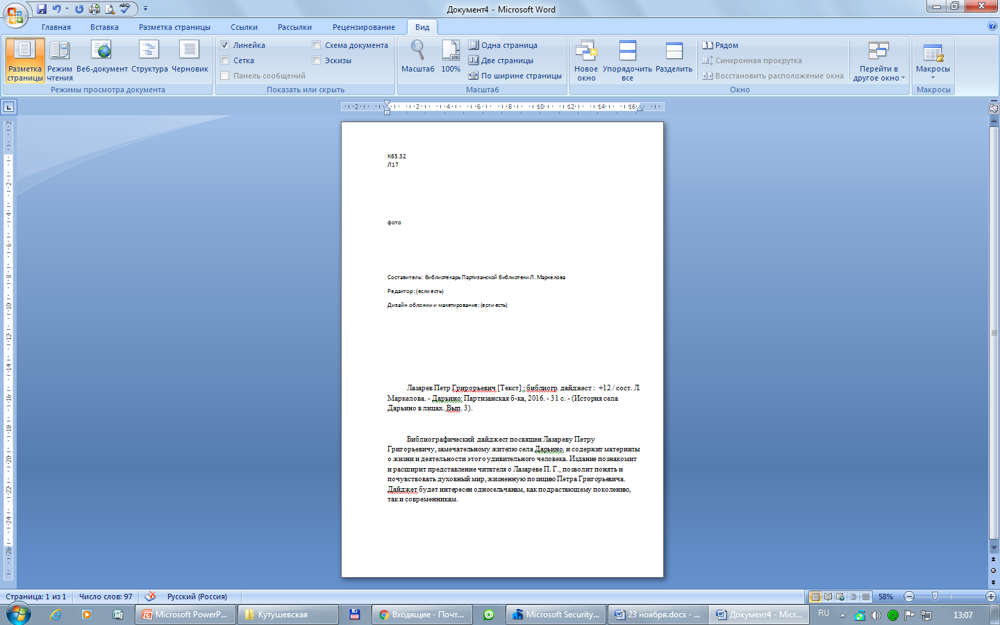 Документ4 - Microsoft Word
Главная Вставка Разметка страницы Ссылки Рассылки Рецензирование Вид
Разметка страницы
Режим чтения
Веб-документ
Структура
Черновик
Режимы просмотра документа
Линейка
Сетка
Панель сообщений
Схема документа
Эскизы
Показать или скрыть
Масштаб
100%
Одна страница
Две страницы
По ширине страницы
Масштаб
Новое окно
Упорядочить все
Разделить
Рядом
Синхронная прокрутка
Восстановить расположение окна
Перейти в другое окно
Окно
Макросы
Макросы
К65.32
Л17
фото
Составитель: библиотекарь Партизанской библиотеки Л. Маркелова
Редактор: (если есть)
Дизайн обложки и макетирование: (если есть)
Лазарев Петр Григорьевич [Текст] : библиогр. дайджест : +12 / сост. Л.
Маркелова. - Дарьино: Партизанская б-ка, 2016. - 31 с. - (История села
Дарьино в лицах. Вып. 3).
Библиографический дайджест посвящен Лазареву Петру
Григорьевичу, замечательному жителю села Дарьино, и содержит материалы
о жизни и деятельности этого удивительного человека. Издание познакомит
и расширит представление читателя о Лазареве П. Г., позволит понять и
почувствовать духовный мир, жизненную позицию Петра Григорьевича.
Дайджет будет интересен односельчанам, как подрастающему поколению,
так и современникам.
Страница: 1 из 1 Число слов: 97 Русский (Россия) 58%
Microsoft PowerP... Кутушевская Входящие - Почт... Microsoft Security... 23 ноября.docx - ... Документ4 - Micr... RU 13:07